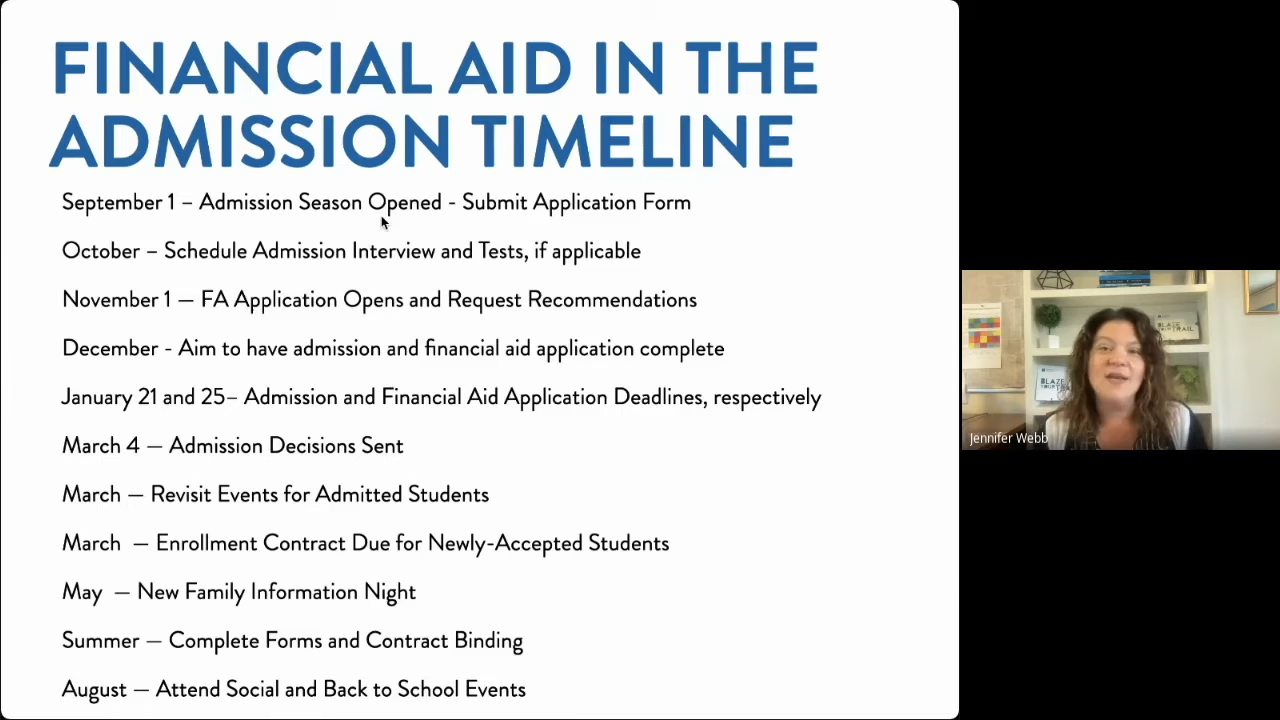 FINANCIAL AID IN THE
ADMISSION TIMELINE
September 1 – Admission Season Opened - Submit Application Form
October – Schedule Admission Interview and Tests, if applicable
November 1 — FA Application Opens and Request Recommendations
December - Aim to have admission and financial aid application complete
January 21 and 25– Admission and Financial Aid Application Deadlines, respectively
March 4 — Admission Decisions Sent
March — Revisit Events for Admitted Students
March — Enrollment Contract Due for Newly-Accepted Students
May — New Family Information Night
Summer — Complete Forms and Contract Binding
August — Attend Social and Back to School Events
BLAZE
TRAIL
BLAZE
Jennifer Webb